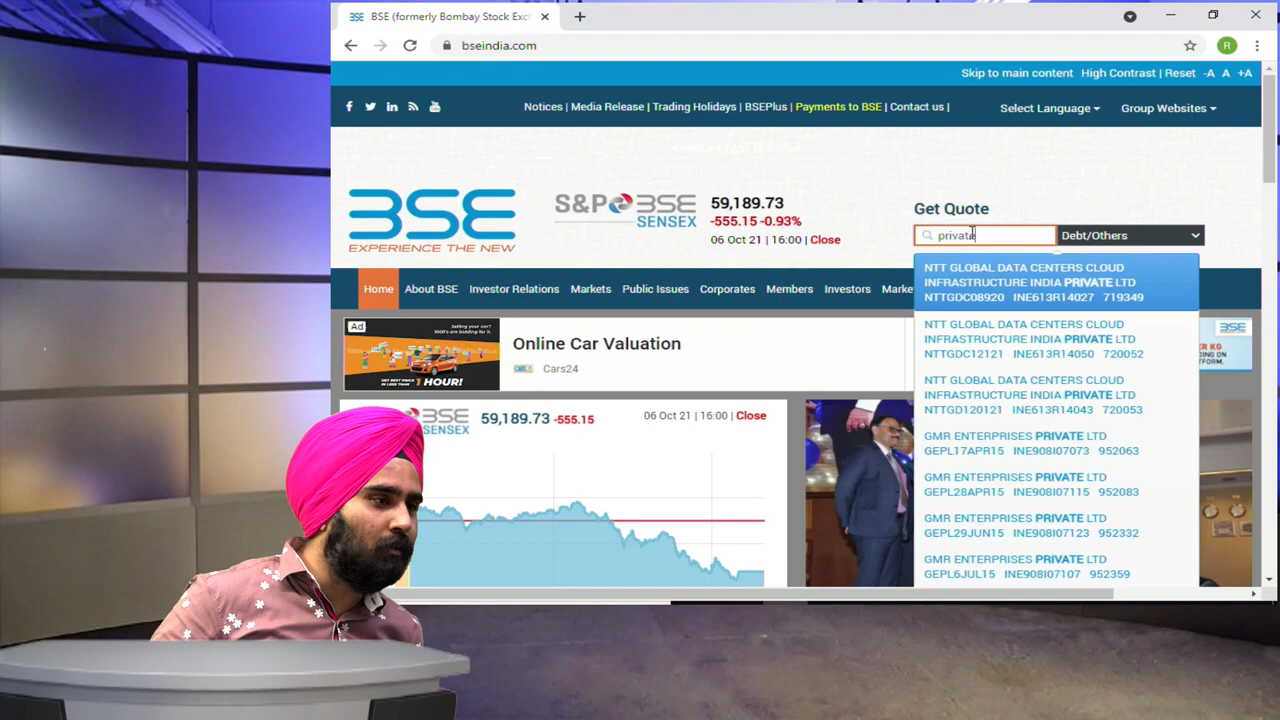 BSE (formerly Bombay Stock Exc
bseindia.com
R
Skip to main content High Contrast | Reset -A A +A
Notices | Media Release | Trading Holidays | BSEPlus | Payments to BSE | Contact us |
Select Language
Group Websites
BSE
EXPERIENCE THE NEW
S&P BSE
SENSEX
59,189.73
-555.15 -0.93%
06 Oct 21 | 16:00 | Close
Get Quote
private
Debt/Others
Home About BSE Investor Relations Markets Public Issues Corporates Members Investors Marke
NTT GLOBAL DATA CENTERS CLOUD
INFRASTRUCTURE INDIA PRIVATE LTD
NTTGDC08920 INE613R14027 719349
NTT GLOBAL DATA CENTERS CLOUD
INFRASTRUCTURE INDIA PRIVATE LTD
NTTGDC12121 INE613R14050 720052
NTT GLOBAL DATA CENTERS CLOUD
INFRASTRUCTURE INDIA PRIVATE LTD
NTTGD120121 INE613R14043 720053
GMR ENTERPRISES PRIVATE LTD
GEPL17APR15 INE908I07073 952063
GMR ENTERPRISES PRIVATE LTD
GEPL28APR15 INE908I07115 952083
GMR ENTERPRISES PRIVATE LTD
GEPL29JUN15 INE908I07123 952332
GMR ENTERPRISES PRIVATE LTD
GEPL6JUL15 INE908I07107 952359
Ad
1 HOUR!
Online Car Valuation
Cars24
BSE
R KG
BSE
SENSEX
59,189.73 -555.15
06 Oct 21 | 16:00 | Close